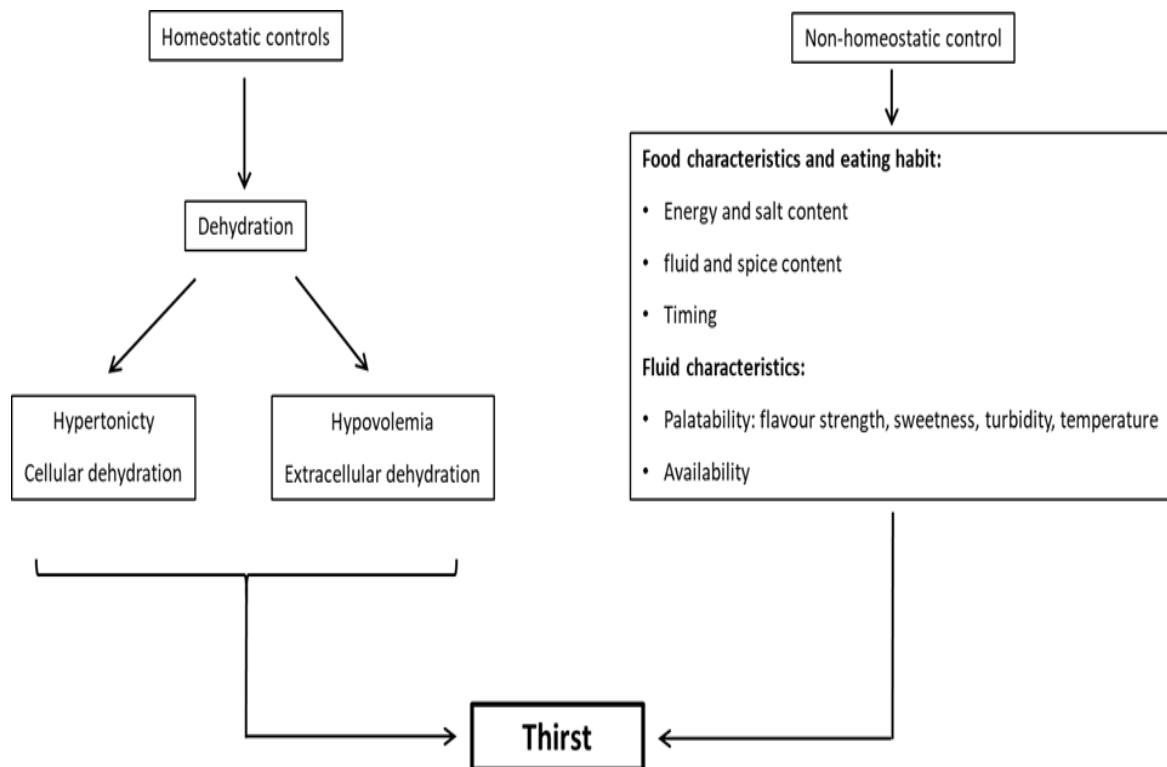 Homeostatic controls
Dehydration
Hypertonicty
Cellular dehydration
Hypovolemia
Extracellular dehydration
Non-homeostatic control
Food characteristics and eating habit:
• Energy and salt content
• fluid and spice content
• Timing
Fluid characteristics:
• Palatability: flavour strength, sweetness, turbidity, temperature
• Availability
Thirst